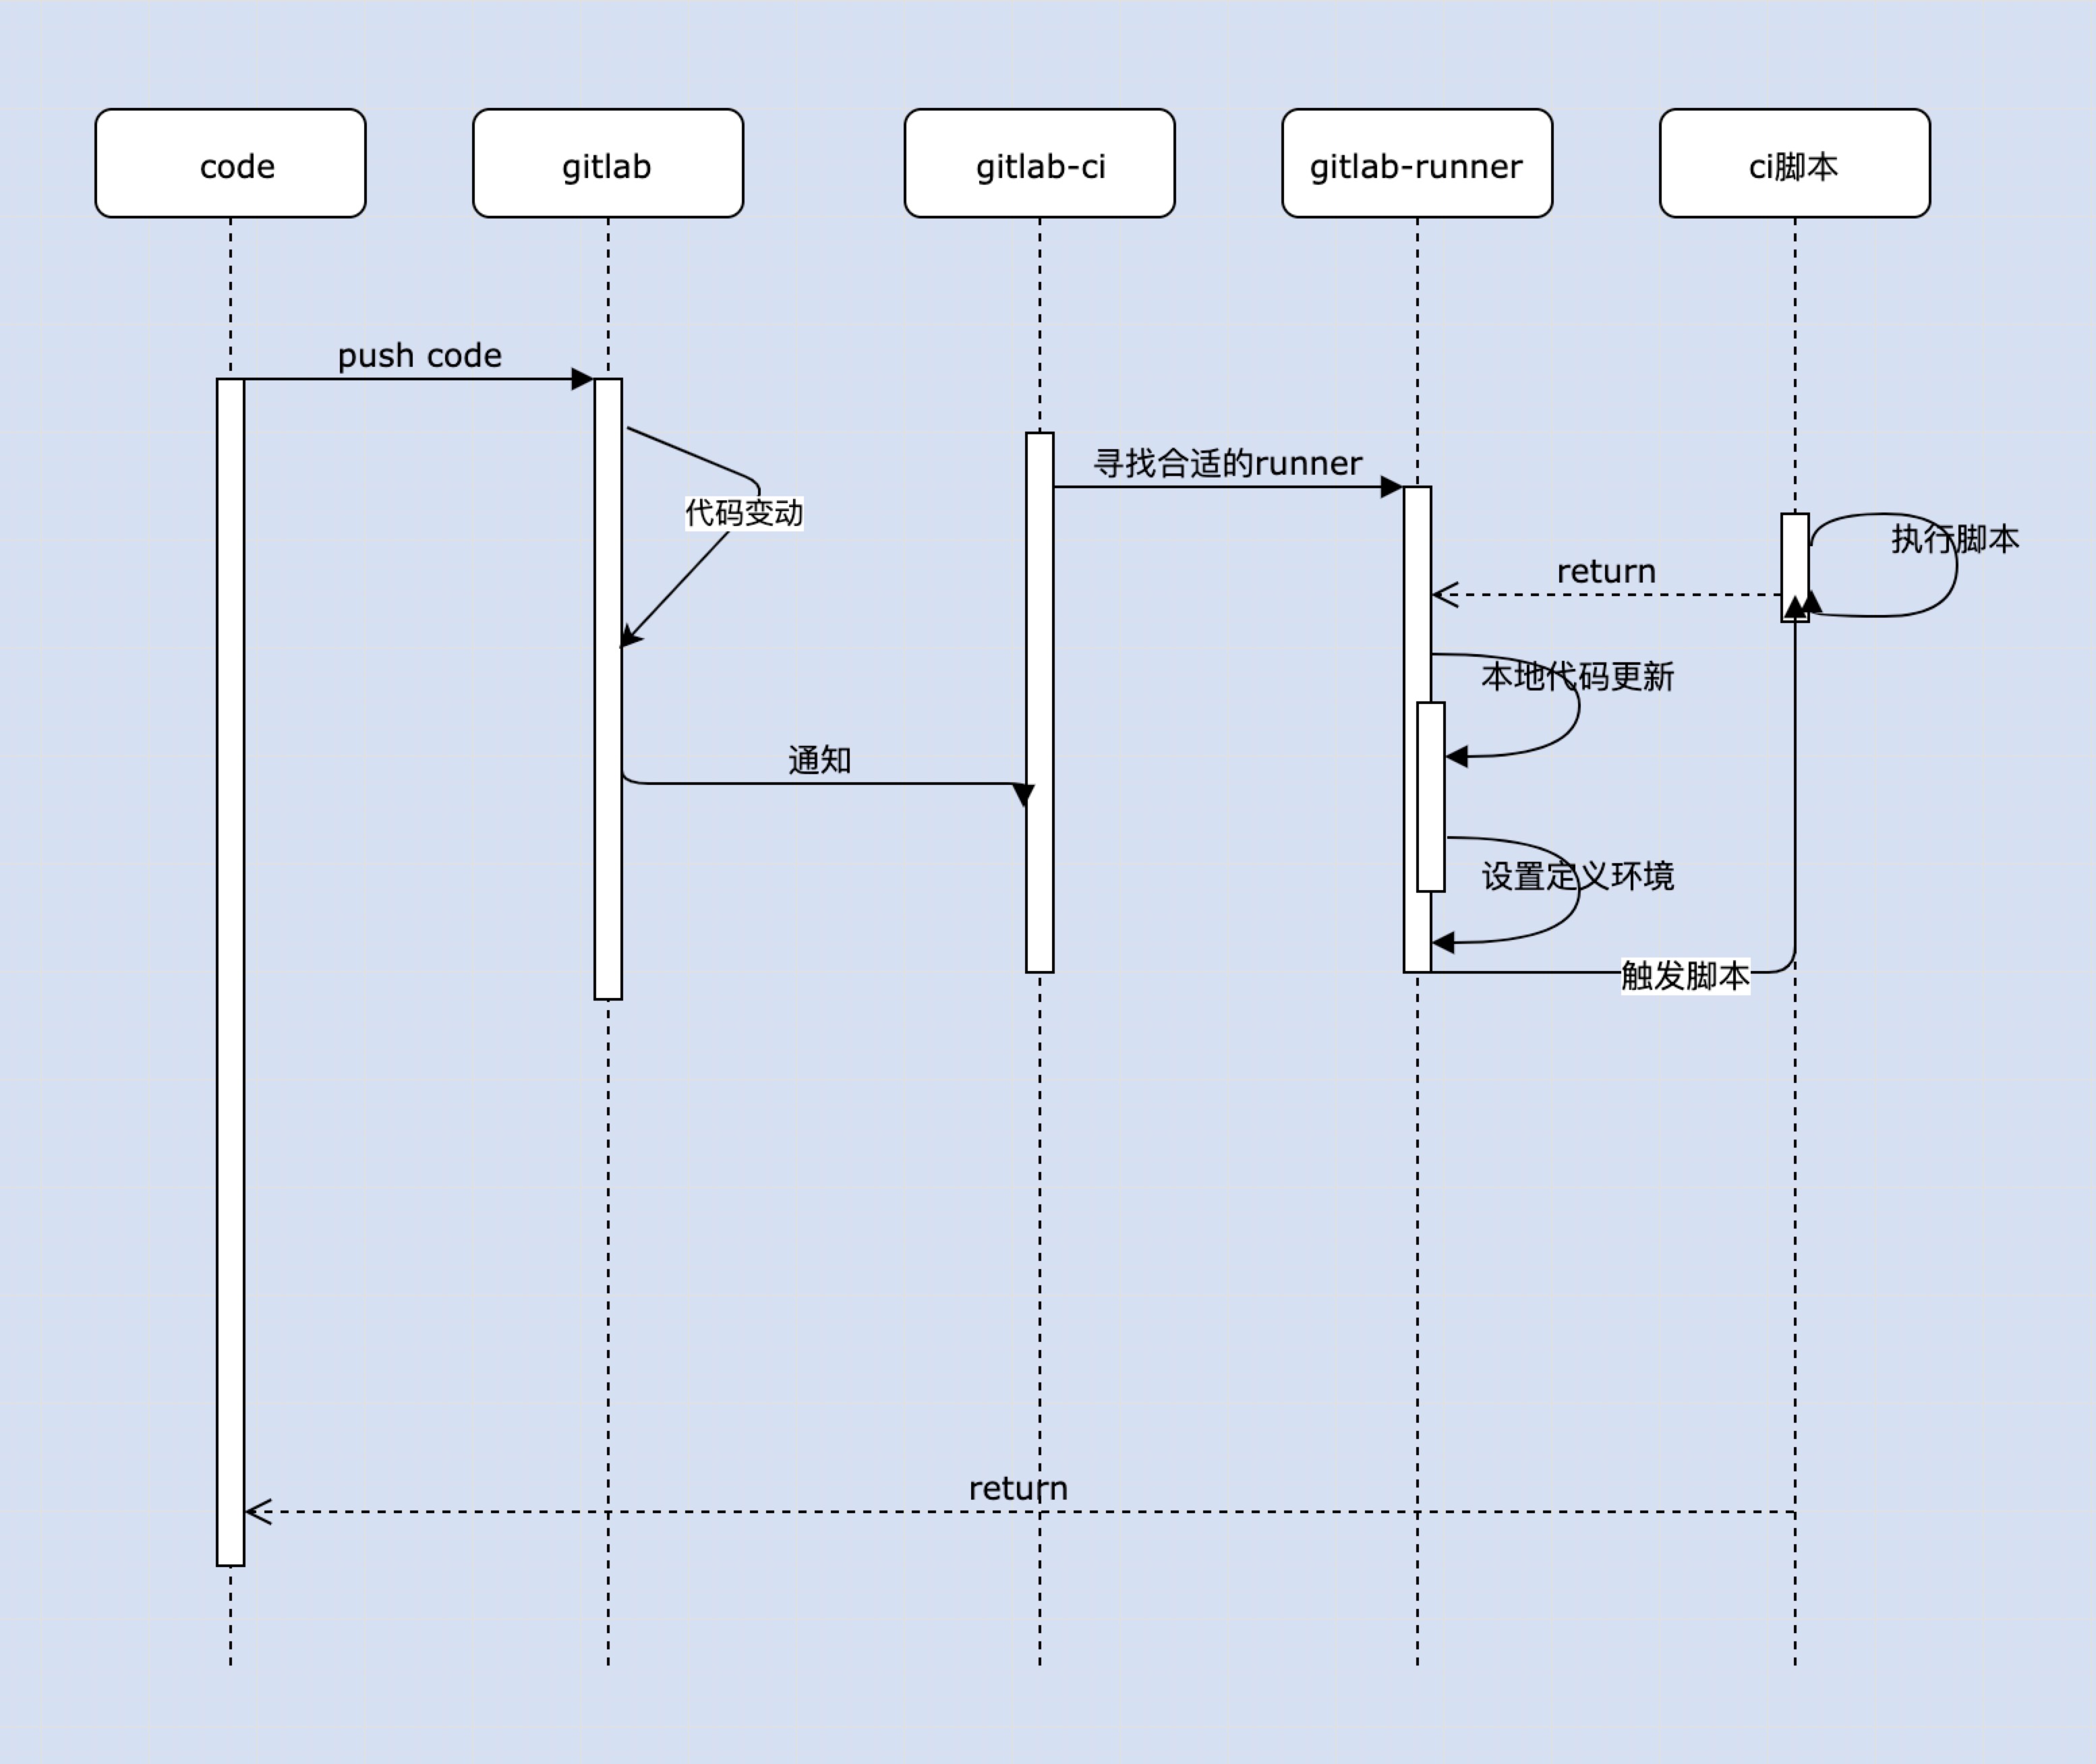 code
gitlab
gitlab-ci
gitlab-runner
ci脚本
push code
寻找合适的runner
代码变动
执行脚本
return
本地代码更新
通知
设置定义环境
触发脚本
return